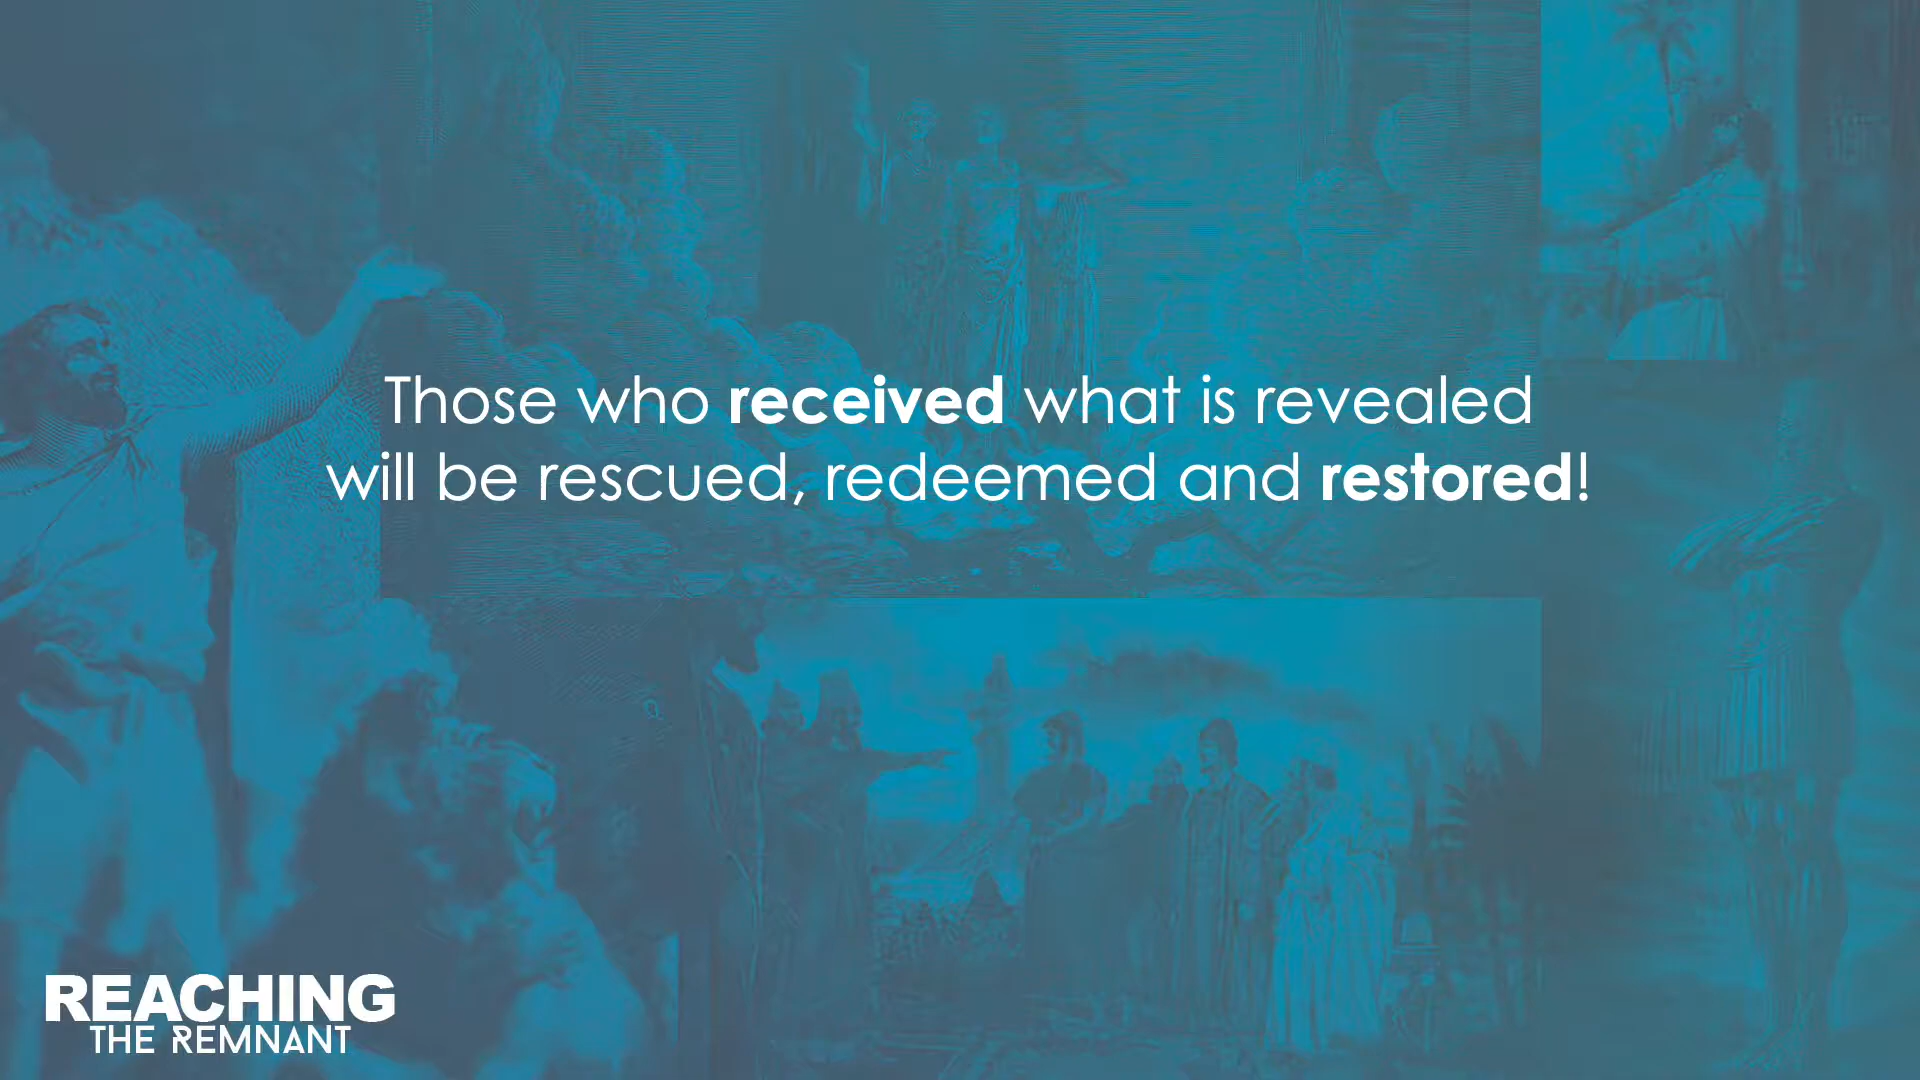 Those who received what is revealed
will be rescued, redeemed and restored!
REACHING
THE REMNANT